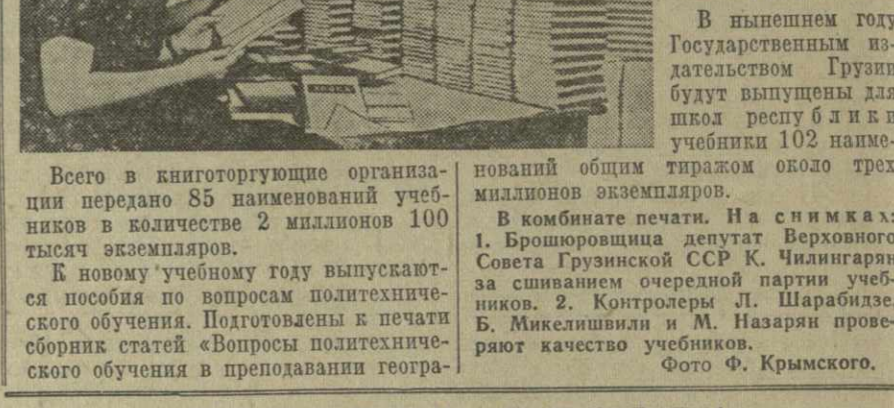 В нынешнем году
Государственным из-
дательством Грузии
будут выпущены для
школ республики
учебники 102 наиме-
Всего в книготоргующие организа-
ции передано 85 наименований учеб-
ников в количестве 2 миллионов 100
тысяч экземпляров.
К новому учебному году выпускают-
ся пособия по вопросам политехниче-
ского обучения. Подготовлены к печати
сборник статей «Вопросы политехниче-
ского обучения в преподавании геогра-
нований общим тиражом около трех
миллионов экземпляров.
В комбинате печати. На снимках:
1. Брошюровщица депутат Верховного
Совета Грузинской ССР К. Чилингарян
за сшиванием очередной партии учеб-
ников. 2. Контролеры Л. Шарабидзе,
Б. Микелишвили и М. Назарян прове-
ряют качество учебников.
Фото Ф. Крымского.